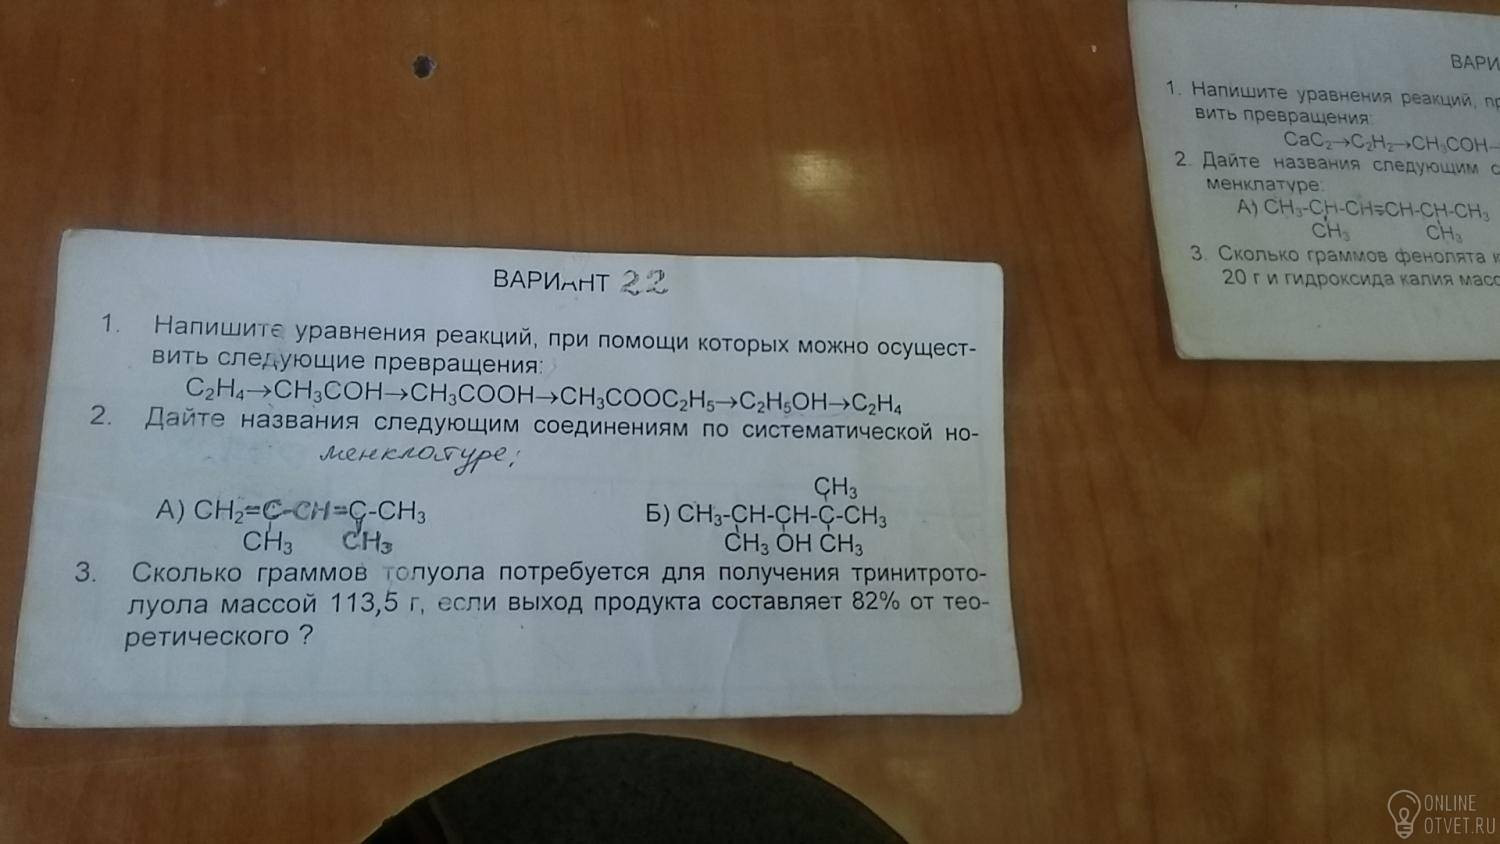 ВАРИАНТ 22
1. Напишите уравнения реакций, при помощи которых можно осущест-
вить следующие превращения:
C₂H₄→CH₃COH→CH₃COOH→CH₃COOC₂H₅→C₂H₅OH→C₂H₄
2. Дайте названия следующим соединениям по систематической но-
менклатуре;
CH₃
А) CH₂=C-CH=C-CH₃ Б) CH₃-CH-CH-C-CH₃
CH₃ CH₃ CH₃ OH CH₃
3. Сколько граммов толуола потребуется для получения тринитрото-
луола массой 113,5 г, если выход продукта составляет 82% от тео-
ретического ?
ВАРИ
1. Напишите уравнения реакций, пр
вить превращения:
CaC₂→C₂H₂→CH₃COH-
2. Дайте названия следующим с
менклатуре:
А) CH₃-CH-CH=CH-CH-CH₃
CH₃ CH₃
3. Сколько граммов фенолята к
20 г и гидроксида калия масс
ONLINE
OTVET.RU